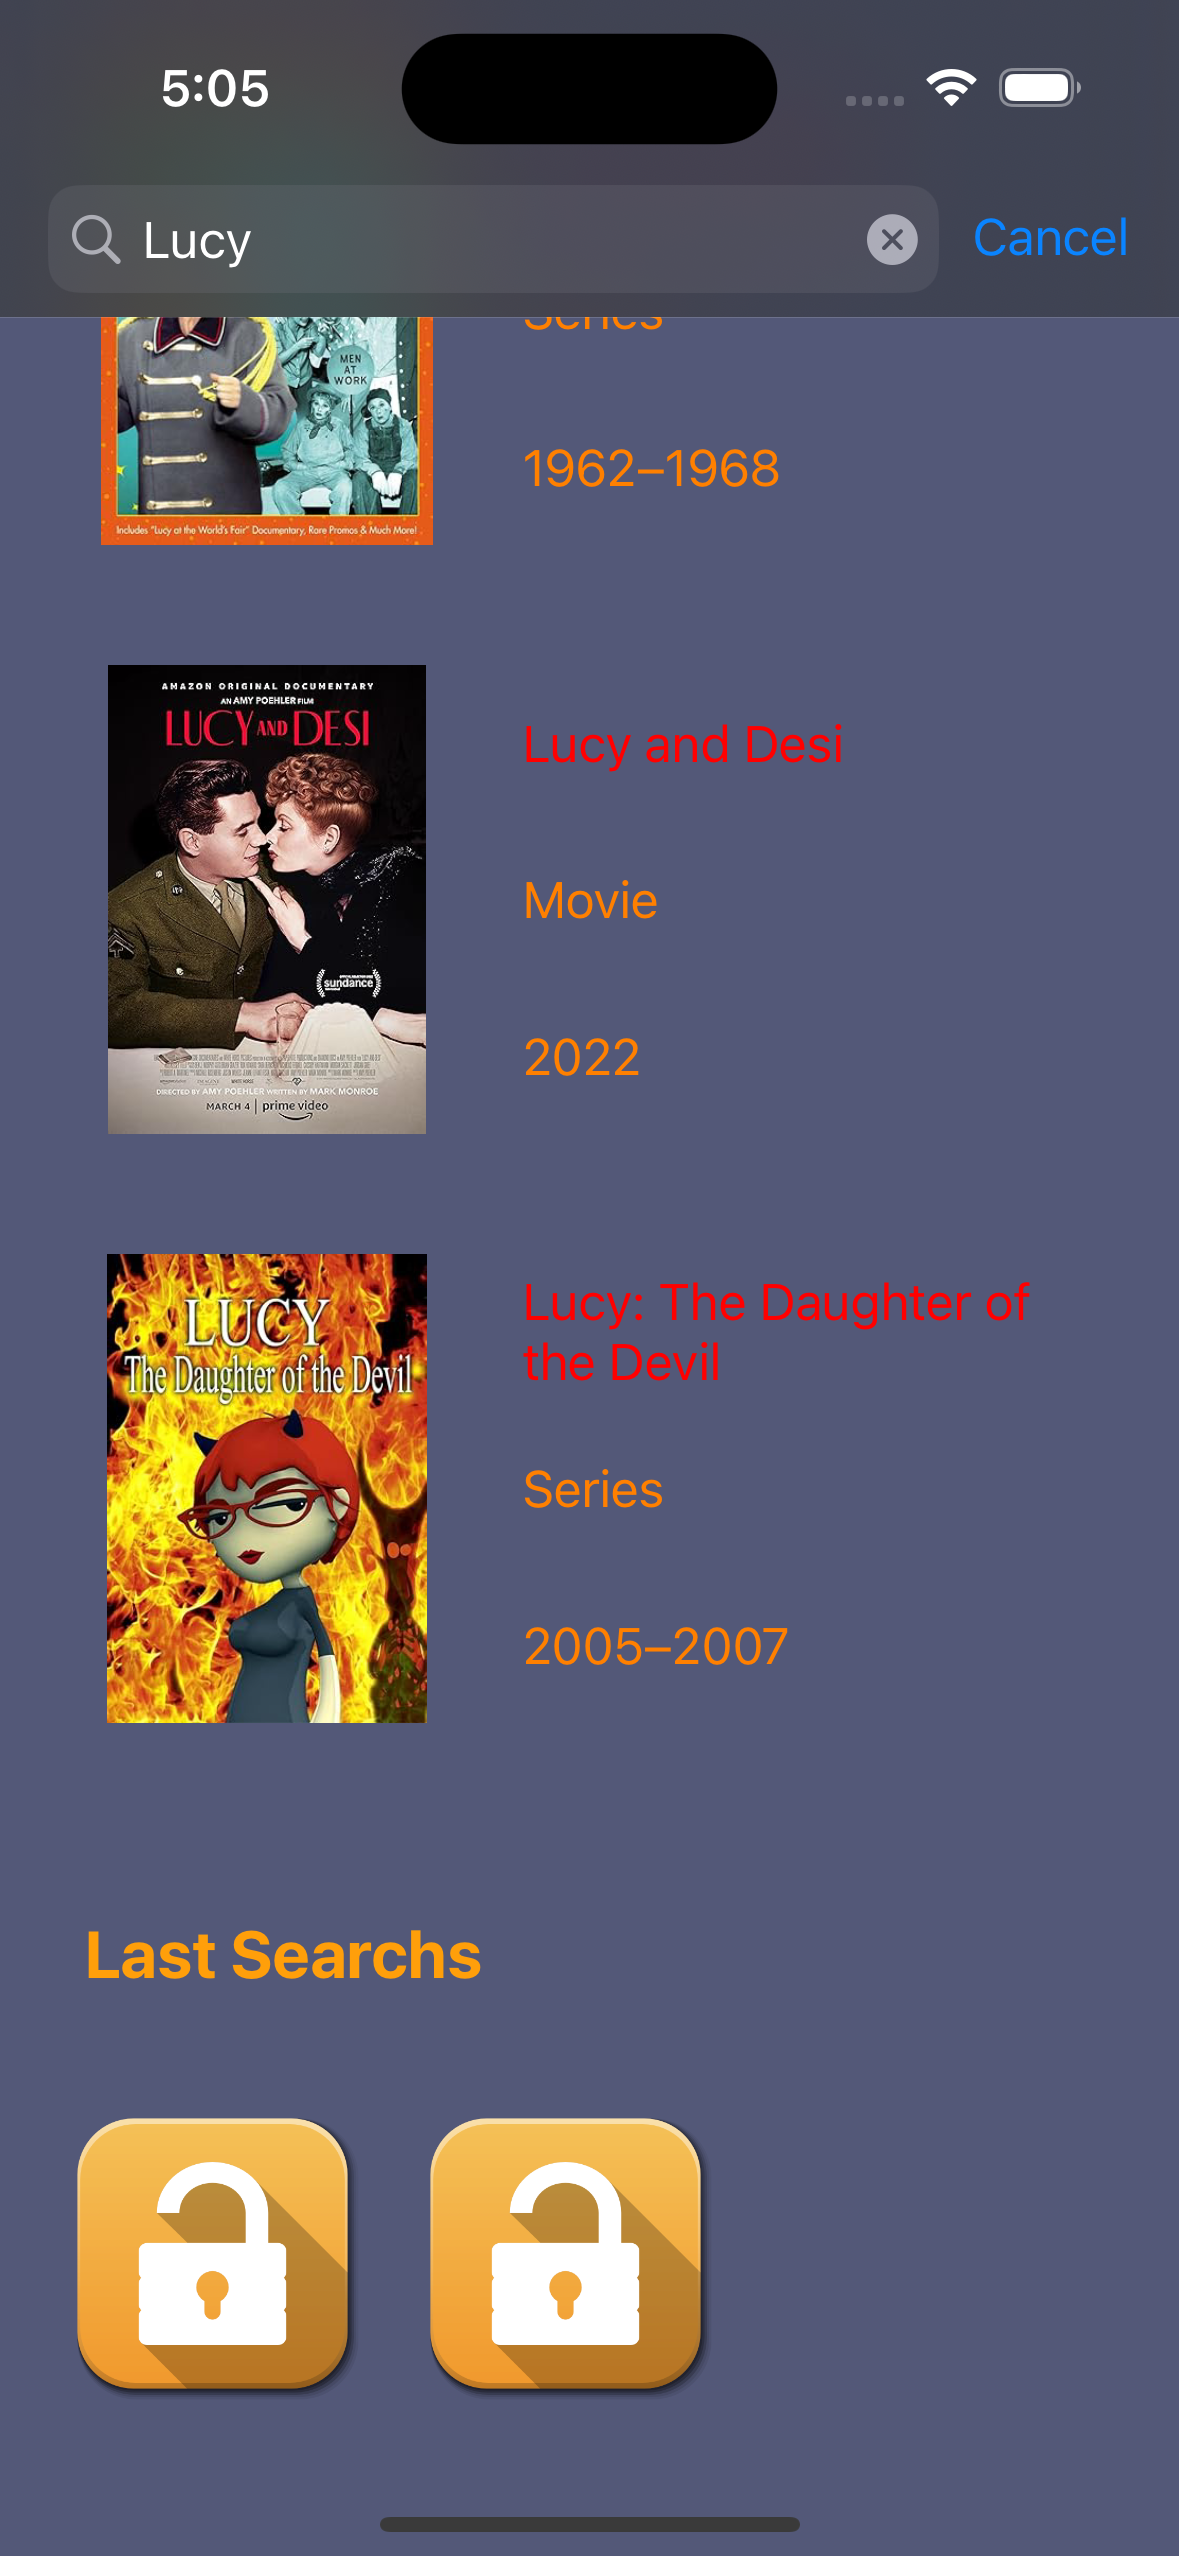 5:05
Lucy
Cancel
Series
MEN
AT
WORK
1962–1968
Includes "Lucy at the World's Fair" Documentary, Rare Promos & Much More!
AMAZON ORIGINAL DOCUMENTARY
AN AMY POEHLER FILM
LUCY AND DESI
Lucy and Desi
Movie
sundance
2022
DIRECTED BY AMY POEHLER WRITTEN BY MARK MONROE
MARCH 4 | prime video
LUCY
The Daughter of the Devil
Lucy: The Daughter of
the Devil
Series
2005–2007
Last Searchs